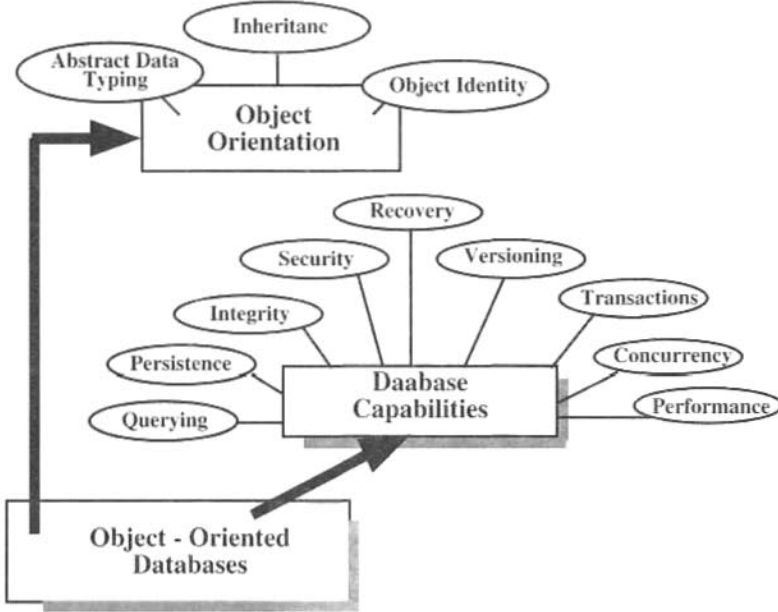 Inheritanc
Abstract Data
Typing
Object Identity
Object
Orientation
Recovery
Security
Versioning
Integrity
Transactions
Persistence
Concurrency
Querying
Performance
Daabase
Capabilities
Object - Oriented
Databases